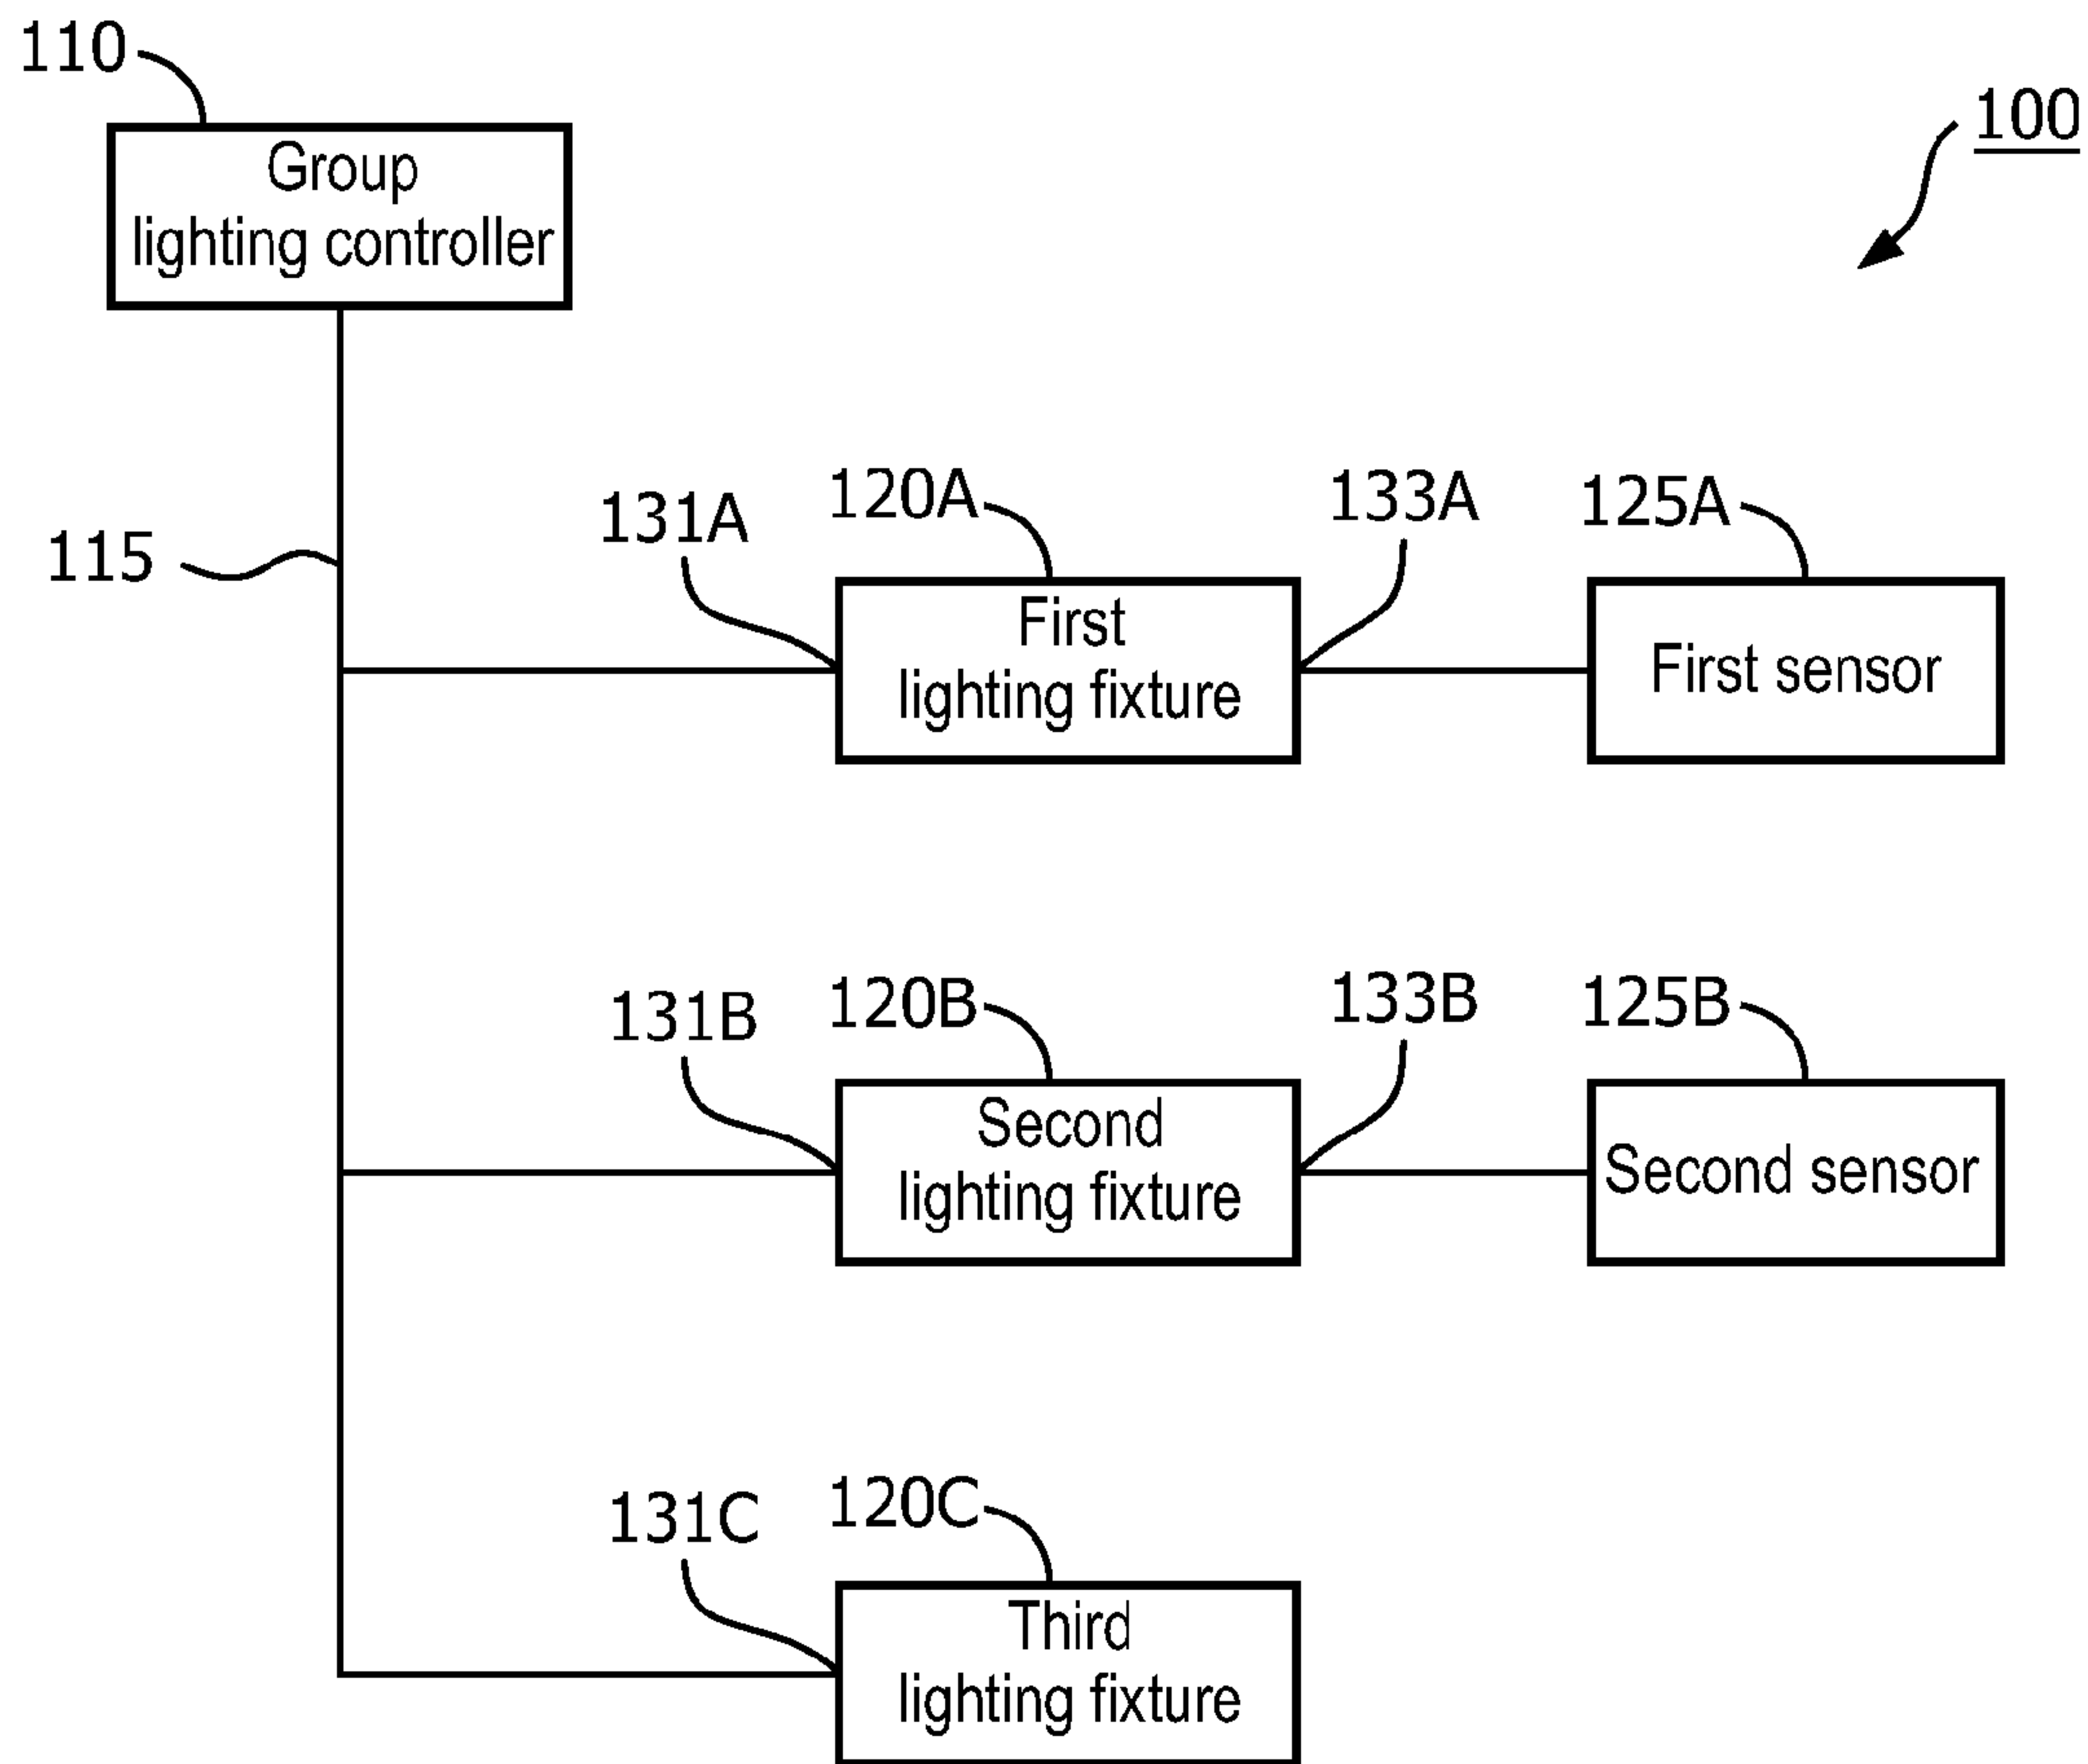 110
100
Group
lighting controller
115
131A
120A
133A
125A
First
lighting fixture
First sensor
131B
120B
133B
125B
Second
lighting fixture
Second sensor
131C
120C
Third
lighting fixture